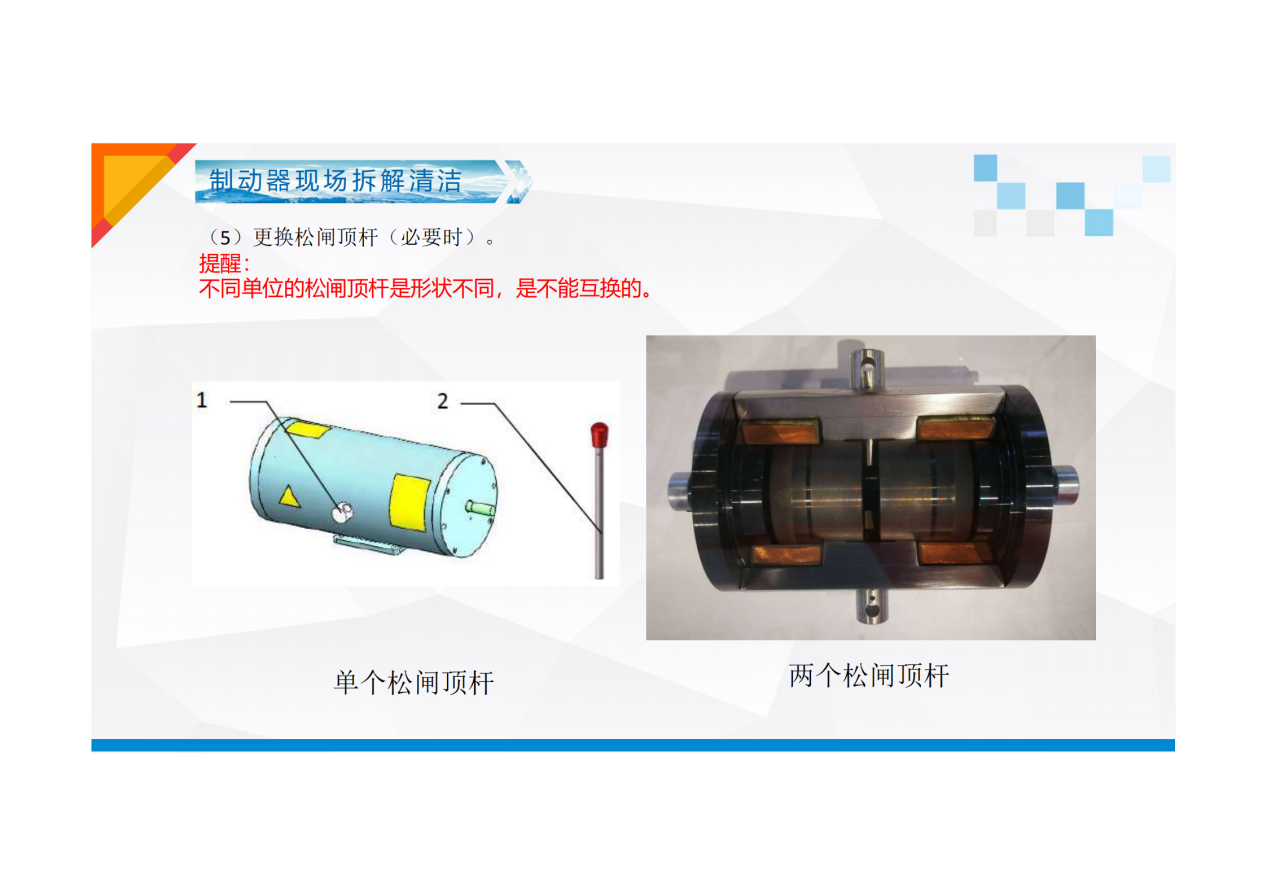 制动器现场拆解清洁
（5）更换松闸顶杆（必要时）。
提醒：
不同单位的松闸顶杆是形状不同，是不能互换的。
1
2
单个松闸顶杆
两个松闸顶杆